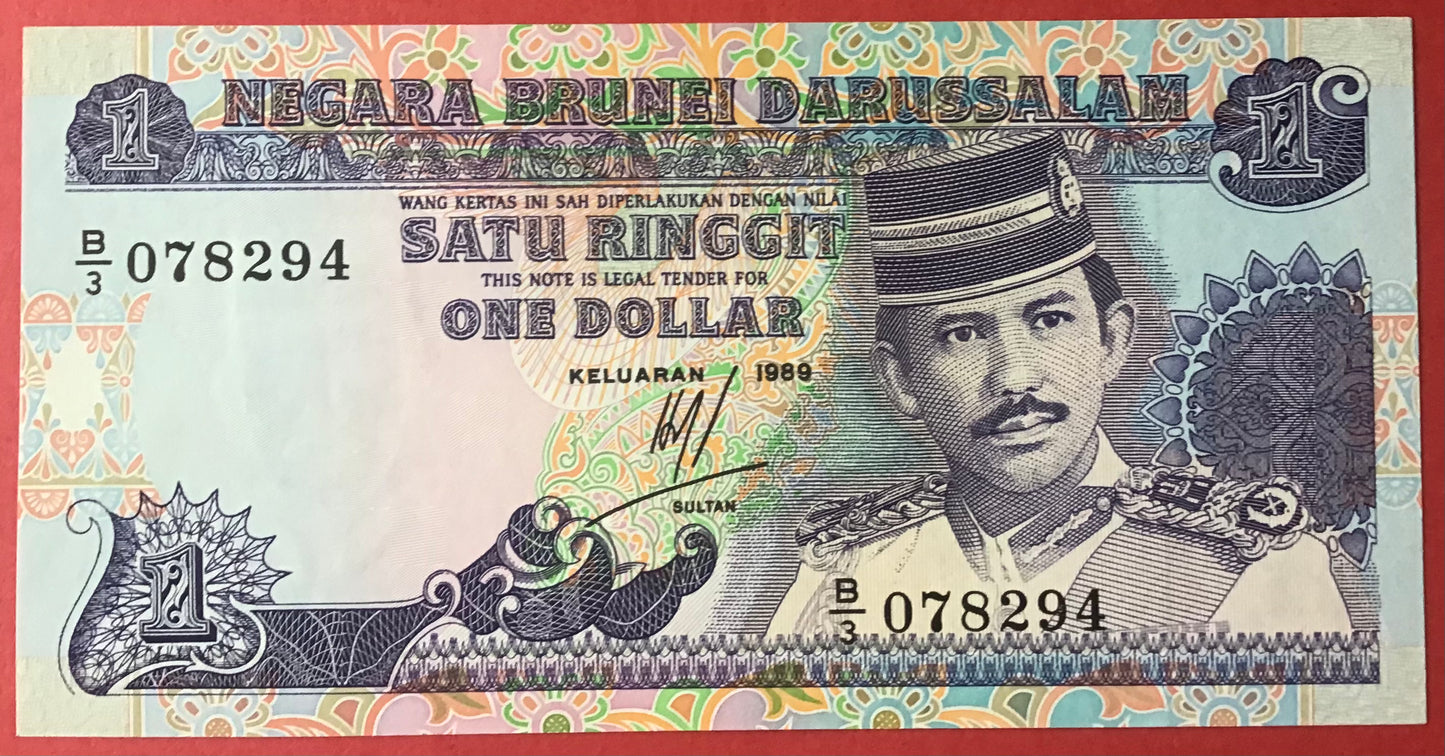 1 NEGARA BRUNEI DARUSSALAM 1
WANG KERTAS INI SAH DIPERLAKUKAN DENGAN NILAI
SATU RINGGIT
B/3 078294
THIS NOTE IS LEGAL TENDER FOR
ONE DOLLAR
KELUARAN 1989
SULTAN
1
B/3 078294